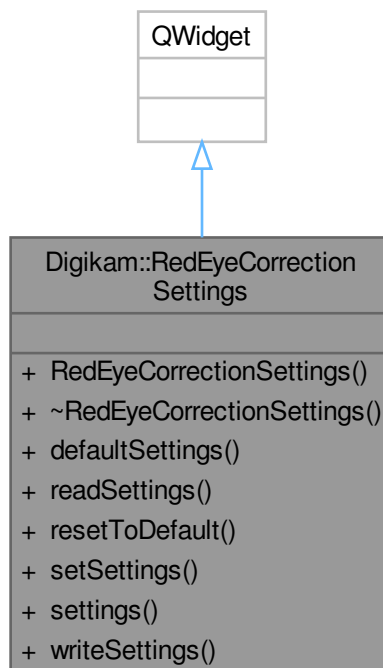 QWidget
Digikam::RedEyeCorrection
Settings
+ RedEyeCorrectionSettings()
+ ~RedEyeCorrectionSettings()
+ defaultSettings()
+ readSettings()
+ resetToDefault()
+ setSettings()
+ settings()
+ writeSettings()